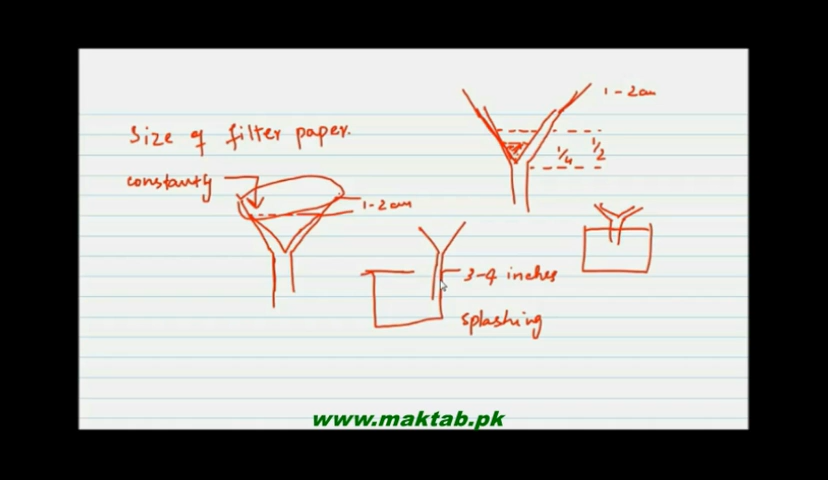 Size of filter paper.
1-2cm
constantly
1/4
1/2
1-2cm
3-4 inches
splashing
www.maktab.pk